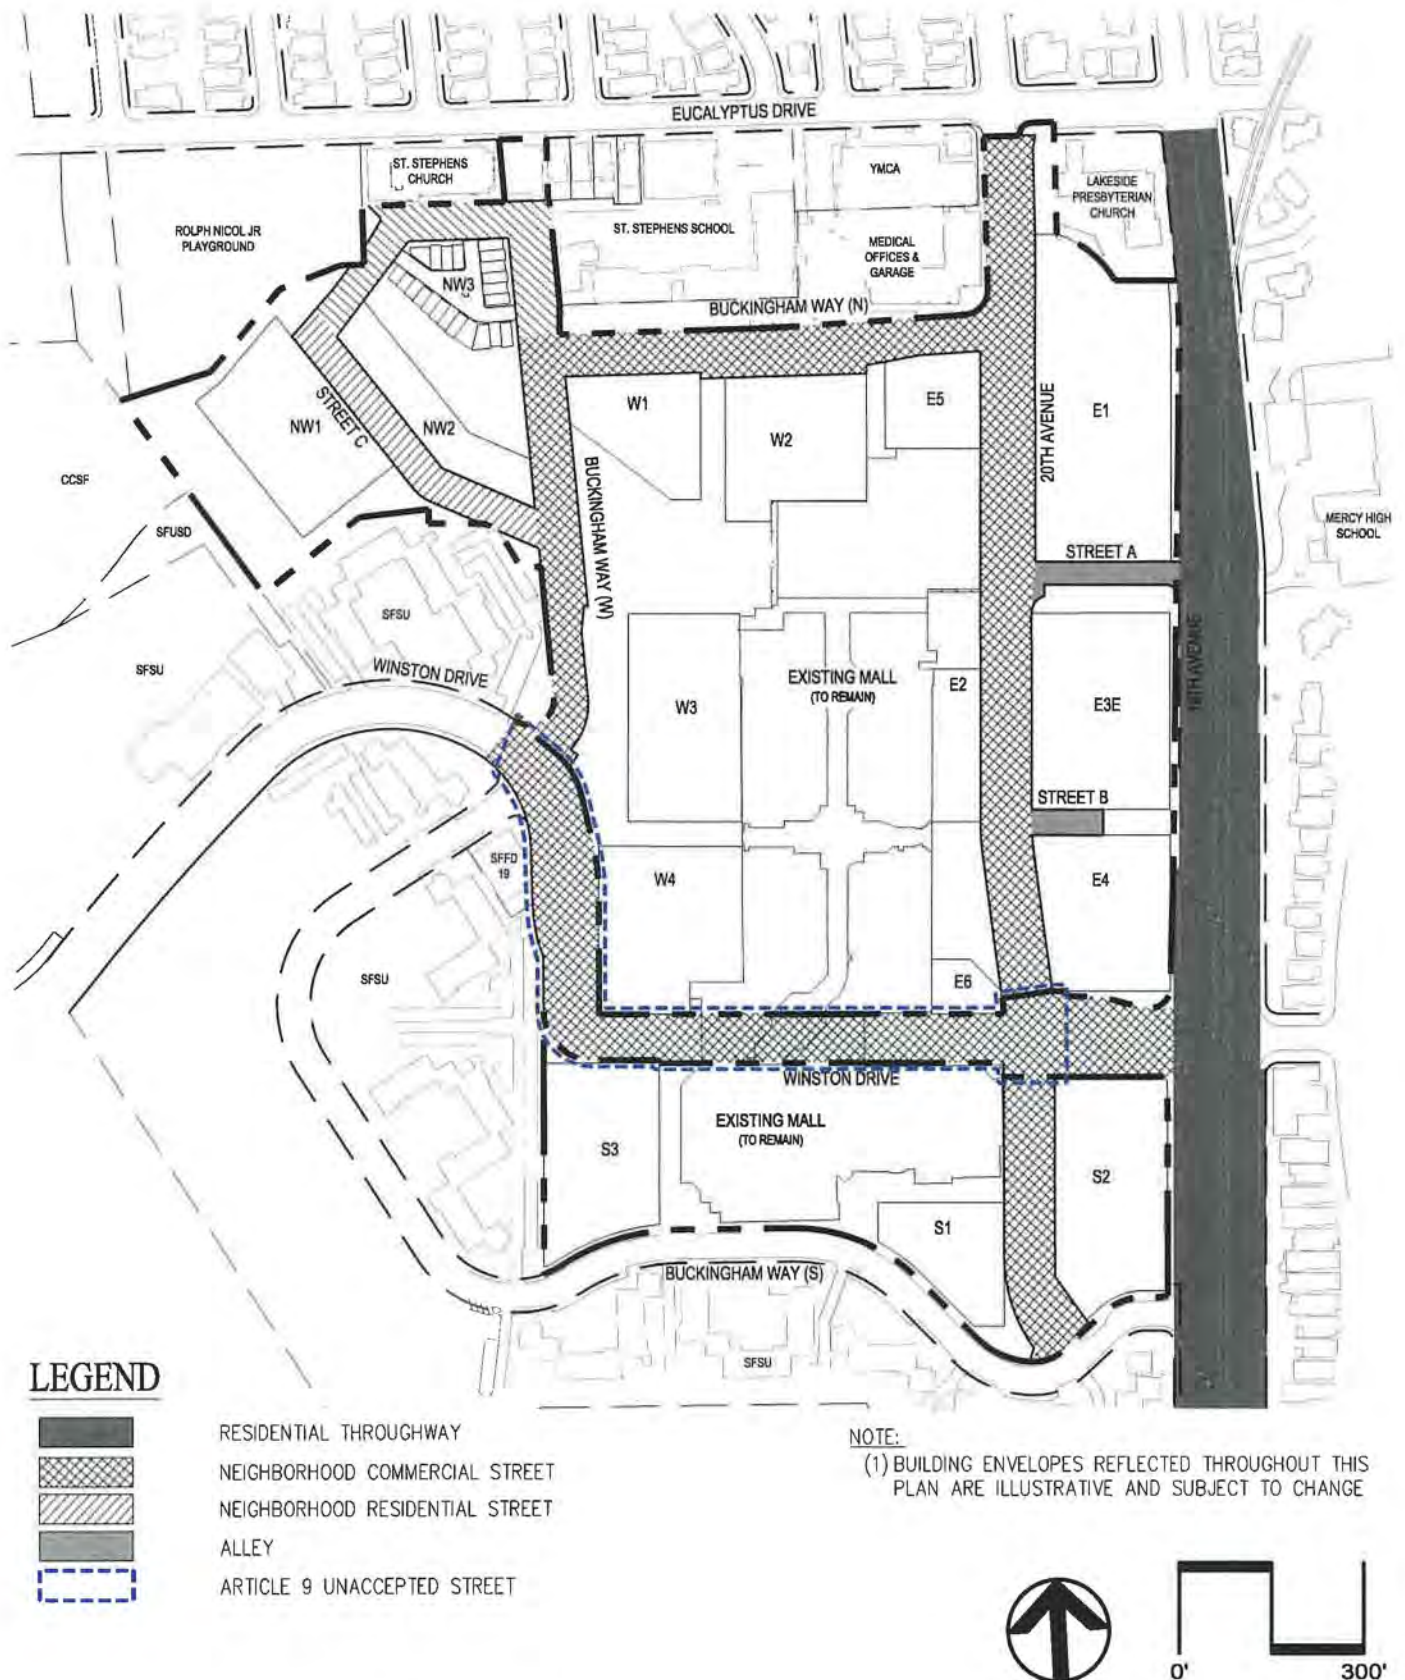 EUCALYPTUS DRIVE
ST. STEPHENS
CHURCH
YMCA
LAKESIDE
PRESBYTERIAN
CHURCH
ROLPH NICOL JR
PLAYGROUND
ST. STEPHENS SCHOOL
MEDICAL
OFFICES &
GARAGE
NW3
BUCKINGHAM WAY (N)
STREET C
NW1
NW2
W1
W2
E5
20TH AVENUE
E1
CCSF
SFUSD
BUCKINGHAM WAY (W)
MERCY HIGH
SCHOOL
STREET A
SFSU
SFSU
WINSTON DRIVE
19TH AVENUE
EXISTING MALL
(TO REMAIN)
E2
W3
E3E
STREET B
SFFD
19
W4
E4
SFSU
E6
WINSTON DRIVE
EXISTING MALL
(TO REMAIN)
S3
S2
S1
BUCKINGHAM WAY (S)
SFSU
LEGEND
RESIDENTIAL THROUGHWAY
NEIGHBORHOOD COMMERCIAL STREET
NEIGHBORHOOD RESIDENTIAL STREET
ALLEY
ARTICLE 9 UNACCEPTED STREET
NOTE:
(1) BUILDING ENVELOPES REFLECTED THROUGHOUT THIS
PLAN ARE ILLUSTRATIVE AND SUBJECT TO CHANGE
0'
300'